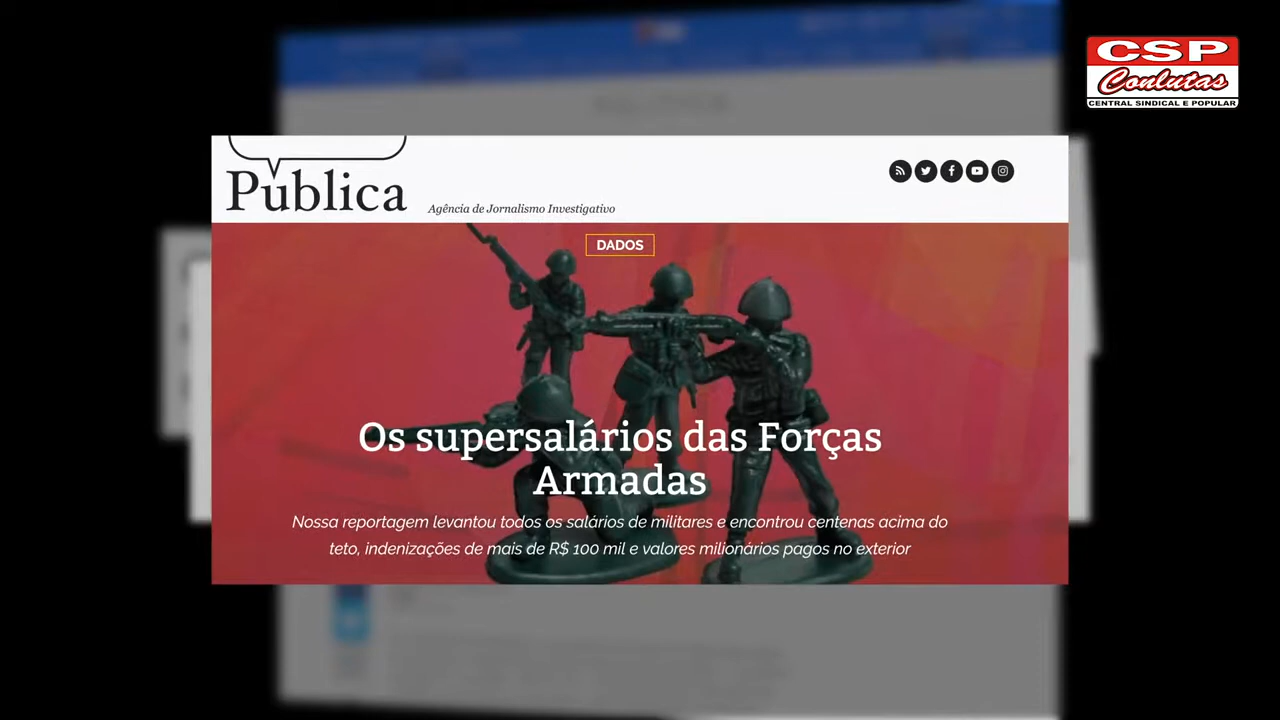 CSP
Conlutas
CENTRAL SINDICAL E POPULAR
Pública
Agência de Jornalismo Investigativo
DADOS
Os supersalários das Forças
Armadas
Nossa reportagem levantou todos os salários de militares e encontrou centenas acima do
teto, indenizações de mais de R$ 100 mil e valores milionários pagos no exterior